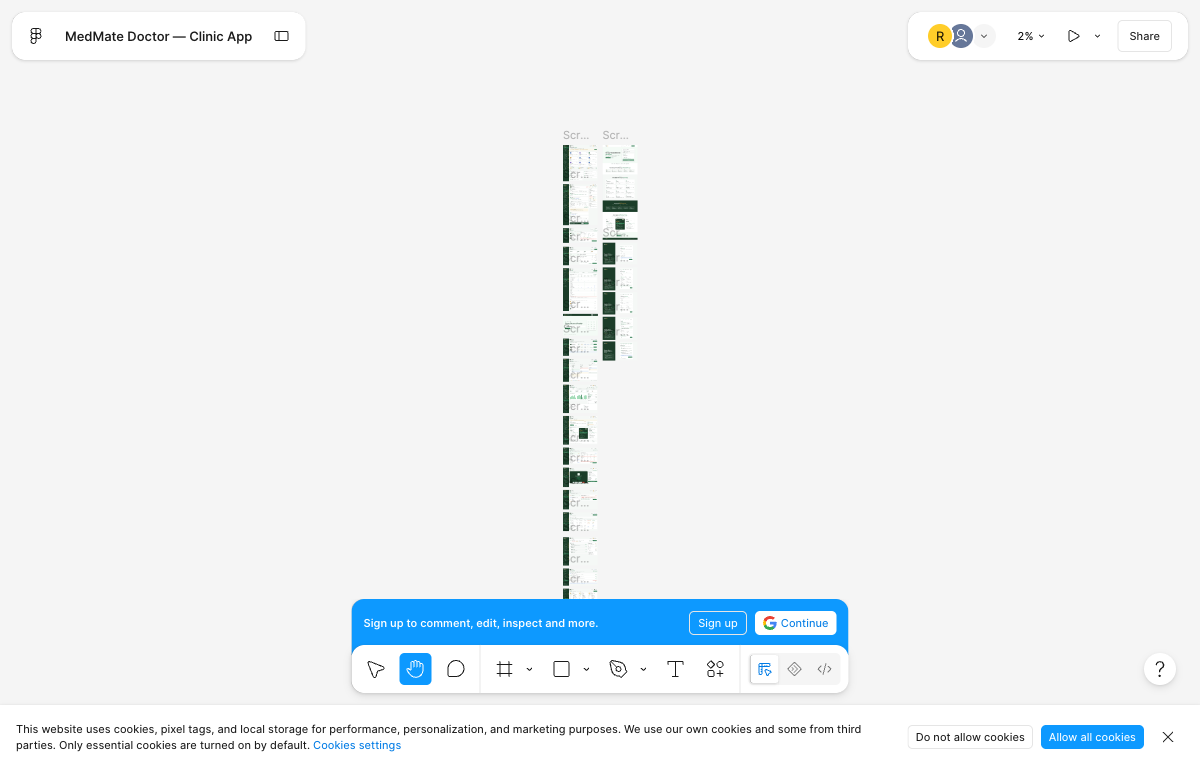 MedMate Doctor — Clinic App
R
2%
Share
Scr...
Scr...
Sign up to comment, edit, inspect and more.
Sign up
Continue
?
This website uses cookies, pixel tags, and local storage for performance, personalization, and marketing purposes. We use our own cookies and some from third
parties. Only essential cookies are turned on by default. Cookies settings
Do not allow cookies
Allow all cookies